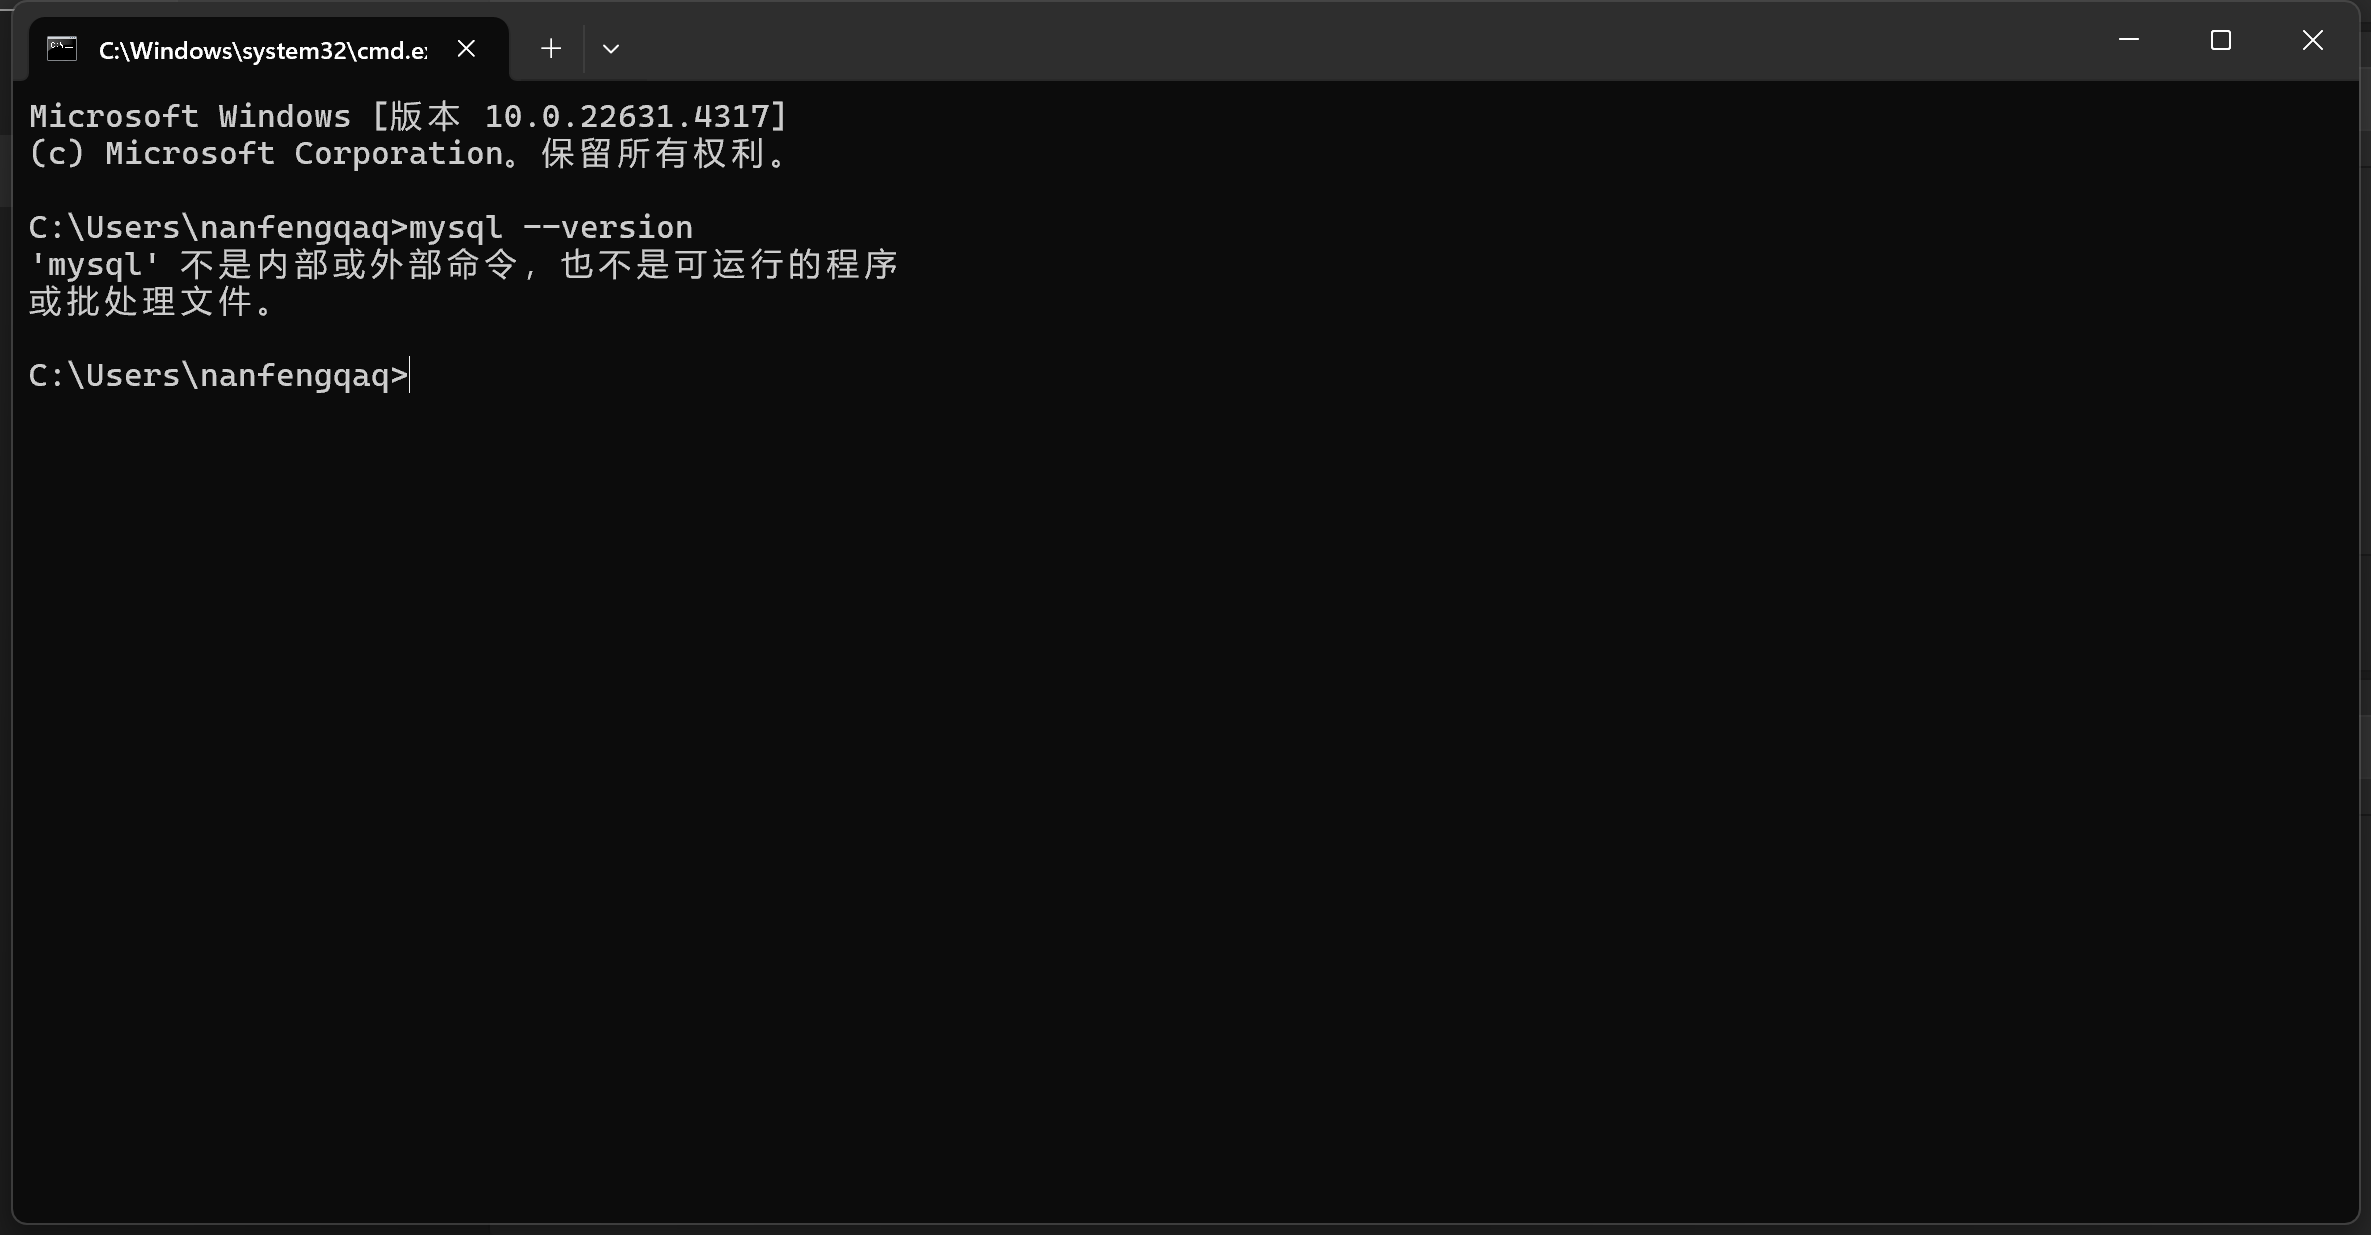 C:\Windows\system32\cmd.e
Microsoft Windows [版本 10.0.22631.4317]
(c) Microsoft Corporation。保留所有权利。
C:\Users\nanfengqaq>mysql --version
'mysql' 不是内部或外部命令，也不是可运行的程序
或批处理文件。
C:\Users\nanfengqaq>